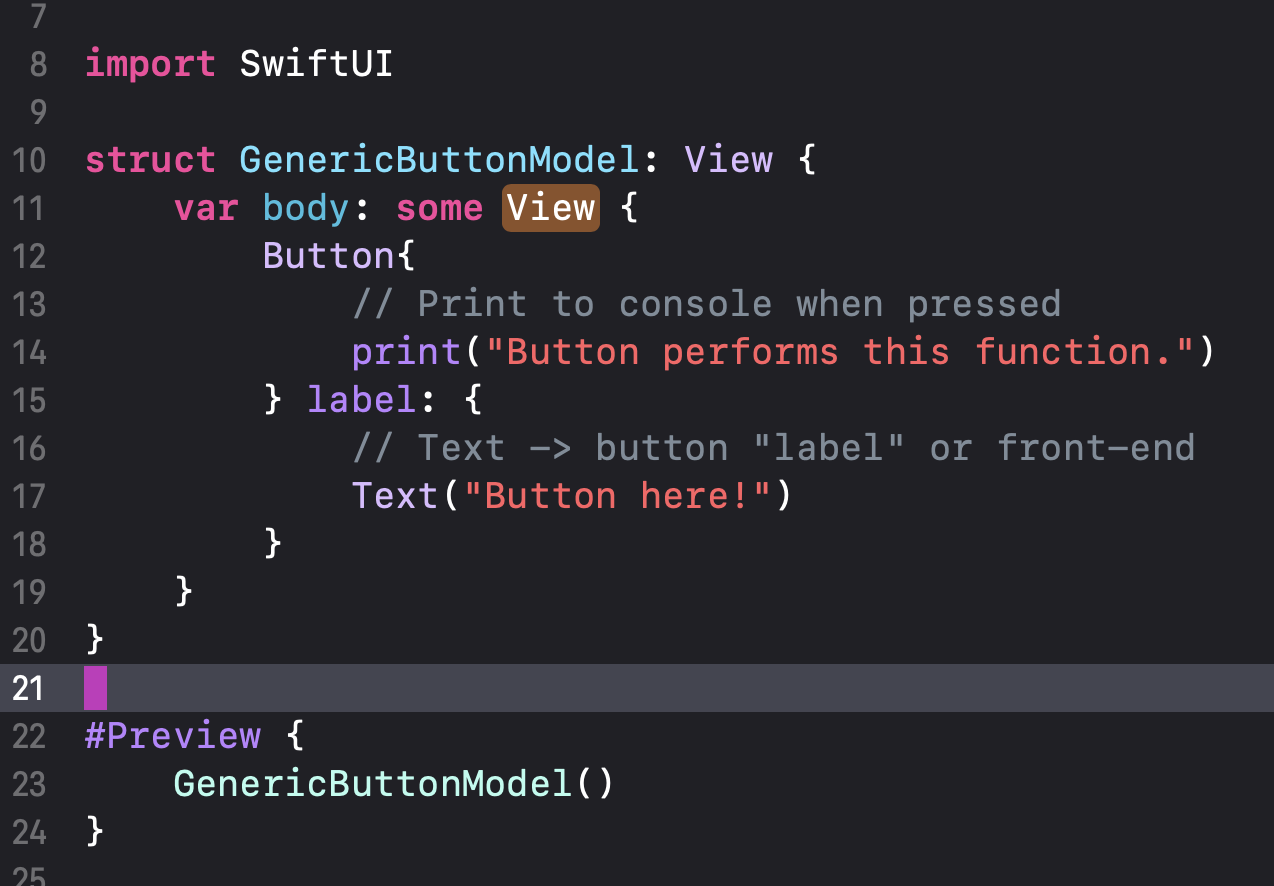 7
8 import SwiftUI
9
10 struct GenericButtonModel: View {
11     var body: some View {
12         Button{
13             // Print to console when pressed
14             print("Button performs this function.")
15         } label: {
16             // Text -> button "label" or front-end
17             Text("Button here!")
18         }
19     }
20 }
21
22 #Preview {
23     GenericButtonModel()
24 }
25